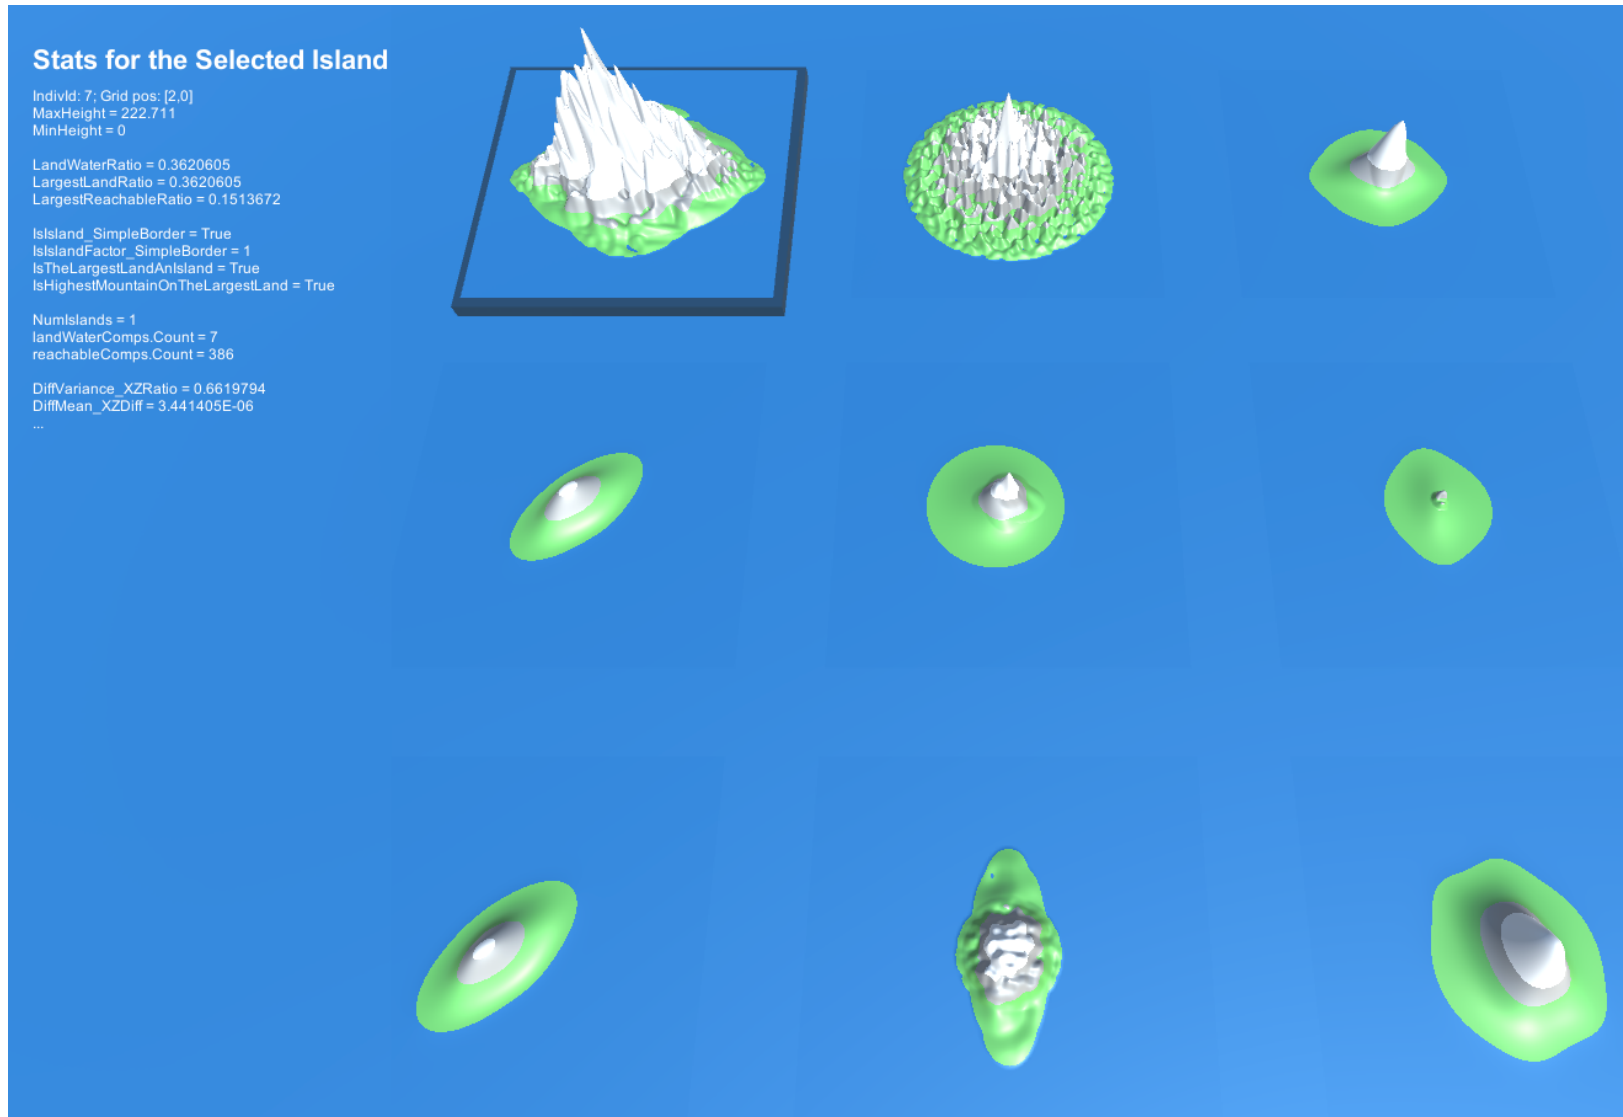 Stats for the Selected Island
IndivId: 7; Grid pos: [2,0]
MaxHeight = 222.711
MinHeight = 0
LandWaterRatio = 0.3620605
LargestLandRatio = 0.3620605
LargestReachableRatio = 0.1513672
IsIsland_SimpleBorder = True
IsIslandFactor_SimpleBorder = 1
IsTheLargestLandAnIsland = True
IsHighestMountainOnTheLargestLand = True
NumIslands = 1
landWaterComps.Count = 7
reachableComps.Count = 386
DiffVariance_XZRatio = 0.6619794
DiffMean_XZDiff = 3.441405E-06
...